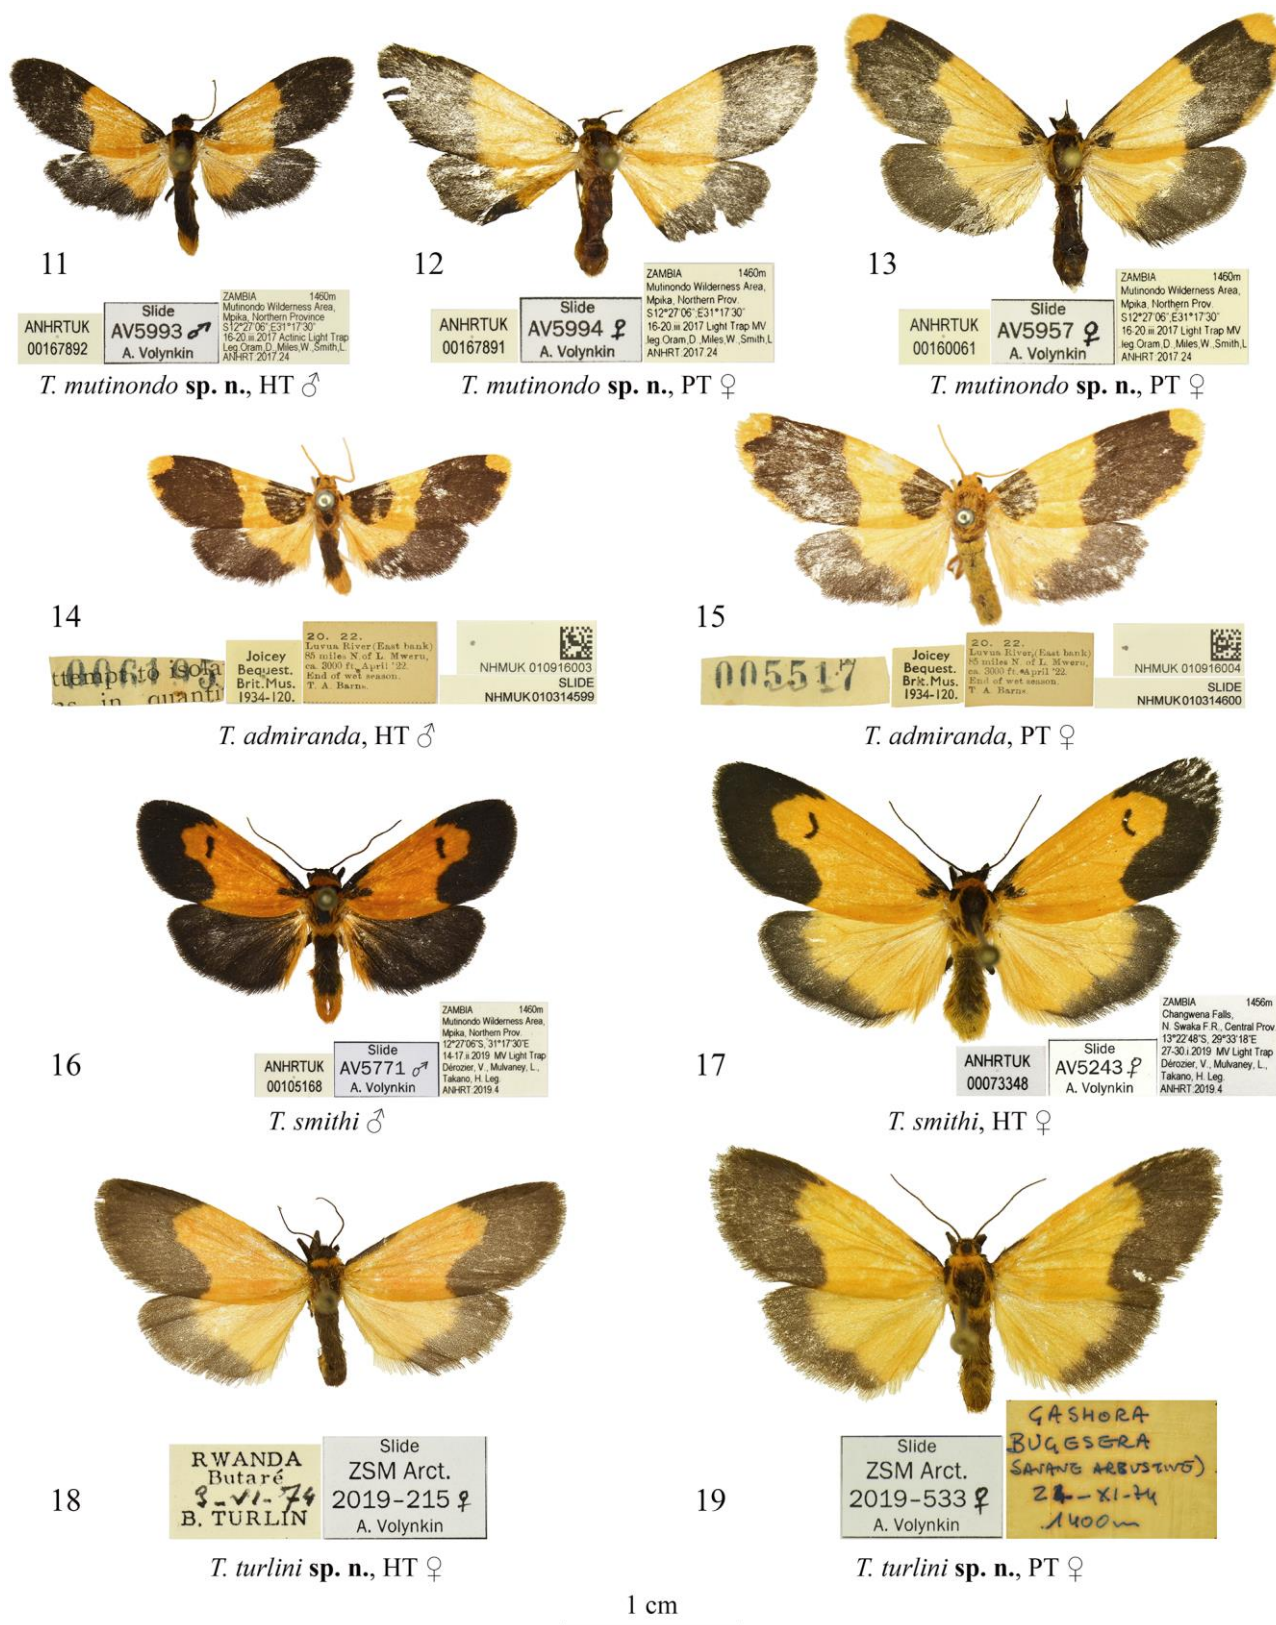 11
ANHRTUK
00167892
Slide
AV5993 ♂
A. Volynkin
ZAMBIA 1460m
Mutinondo Wilderness Area,
Mpika, Northern Province
S12°27'06";E31°17'30"
16-20.iii.2017 Actinic Light Trap
leg.Oram,D.,Miles,W.,Smith,L.
ANHRT:2017.24
T. mutinondo sp. n., HT ♂
12
ANHRTUK
00167891
Slide
AV5994 ♀
A. Volynkin
ZAMBIA 1460m
Mutinondo Wilderness Area,
Mpika, Northern Prov.
S12°27'06";E31°17'30"
16-20.iii.2017 Light Trap MV
leg.Oram,D.,Miles,W.,Smith,L.
ANHRT:2017.24
T. mutinondo sp. n., PT ♀
13
ANHRTUK
00160061
Slide
AV5957 ♀
A. Volynkin
ZAMBIA 1460m
Mutinondo Wilderness Area,
Mpika, Northern Prov.
S12°27'06";E31°17'30"
16-20.iii.2017 Light Trap MV
leg.Oram,D.,Miles,W.,Smith,L.
ANHRT:2017.24
T. mutinondo sp. n., PT ♀
14
ttempt to isola
in quanti
Joicey
Bequest.
Brit.Mus.
1934-120.
20. 22.
Luvua River,(East bank)
85 miles N. of L. Mweru,
ca. 3000 ft. April '22.
End of wet season.
T. A. Barns.
NHMUK 010916003
SLIDE
NHMUK010314599
T. admiranda, HT ♂
15
005517
Joicey
Bequest.
Brit.Mus.
1934-120.
20. 22.
Luvua River,(East bank)
85 miles N. of L. Mweru,
ca. 3000 ft. April '22.
End of wet season.
T. A. Barns.
NHMUK 010916004
SLIDE
NHMUK010314600
T. admiranda, PT ♀
16
ANHRTUK
00105168
Slide
AV5771 ♂
A. Volynkin
ZAMBIA 1460m
Mutinondo Wilderness Area,
Mpika, Northern Prov.
12°27'06"S, 31°17'30"E
14-17.ii.2019 MV Light Trap
Dérozier, V., Mulvaney, L.,
Takano, H. Leg.
ANHRT:2019.4
T. smithi ♂
17
ANHRTUK
00073348
Slide
AV5243 ♀
A. Volynkin
ZAMBIA 1456m
Changwena Falls,
N. Swaka F.R., Central Prov.
13°22'48"S, 29°33'18"E
27-30.i.2019 MV Light Trap
Dérozier, V., Mulvaney, L.,
Takano, H. Leg.
ANHRT:2019.4
T. smithi, HT ♀
18
RWANDA
Butaré
9-VI-74
B. TURLIN
Slide
ZSM Arct.
2019-215 ♀
A. Volynkin
T. turlini sp. n., HT ♀
19
Slide
ZSM Arct.
2019-533 ♀
A. Volynkin
GASHORA
BUGESERA
-XI-74
1400m
T. turlini sp. n., PT ♀
1 cm